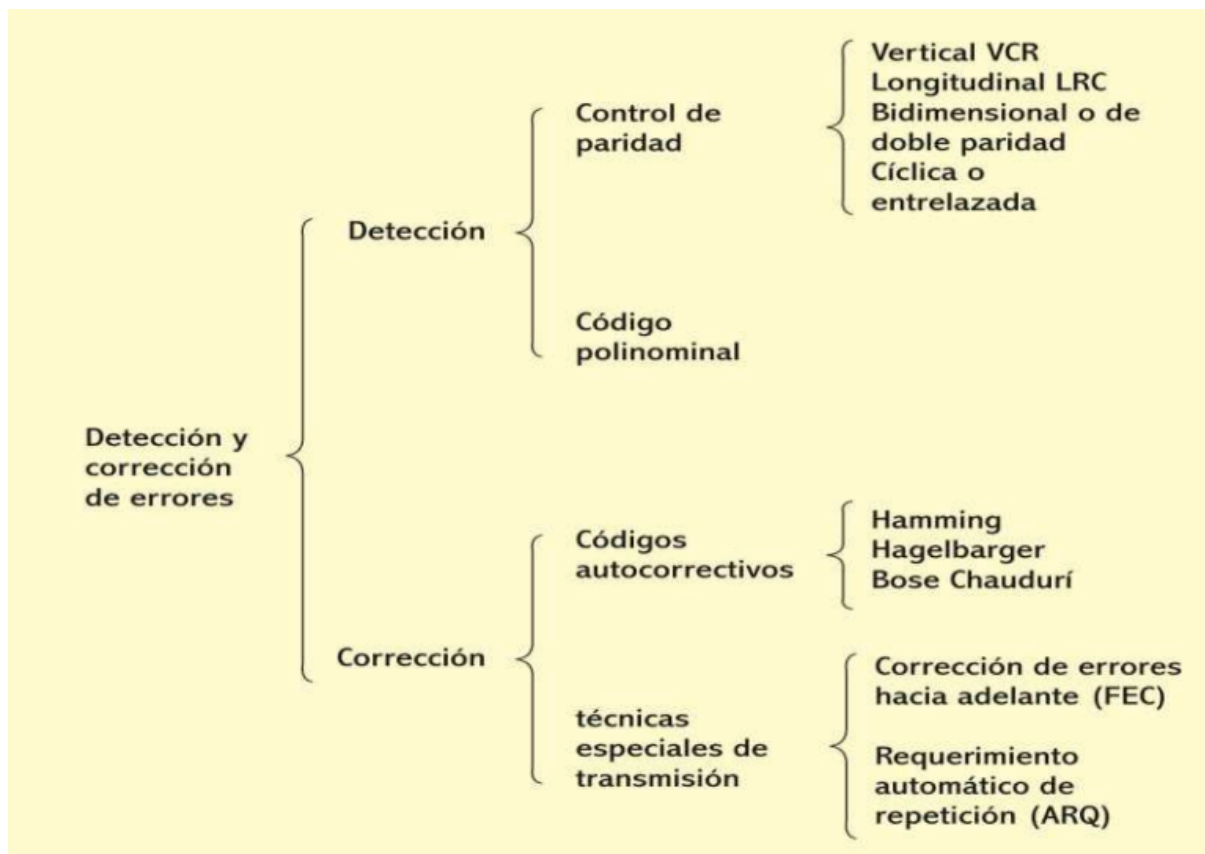 Detección y
corrección
de errores
Detección
Control de
paridad
Vertical VCR
Longitudinal LRC
Bidimensional o de
doble paridad
Cíclica o
entrelazada
Código
polinominal
Corrección
Códigos
autocorrectivos
Hamming
Hagelbarger
Bose Chaudurí
técnicas
especiales de
transmisión
Corrección de errores
hacia adelante (FEC)
Requerimiento
automático de
repetición (ARQ)